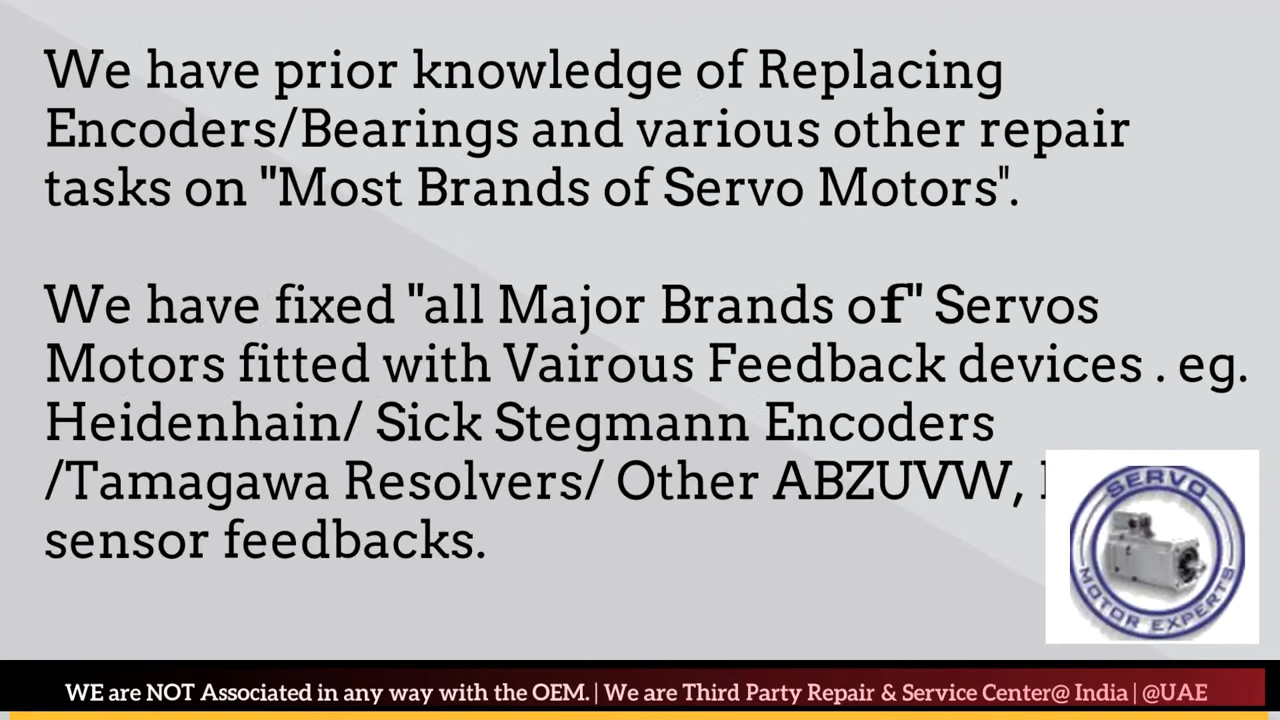 We have prior knowledge of Replacing
Encoders/Bearings and various other repair
tasks on "Most Brands of Servo Motors".
We have fixed "all Major Brands of" Servos
Motors fitted with Vairous Feedback devices . eg.
Heidenhain/ Sick Stegmann Encoders
/Tamagawa Resolvers/ Other ABZUVW,
sensor feedbacks.
SERVO
MOTOR EXPERTS
WE are NOT Associated in any way with the OEM. | We are Third Party Repair & Service Center@ India | @UAE